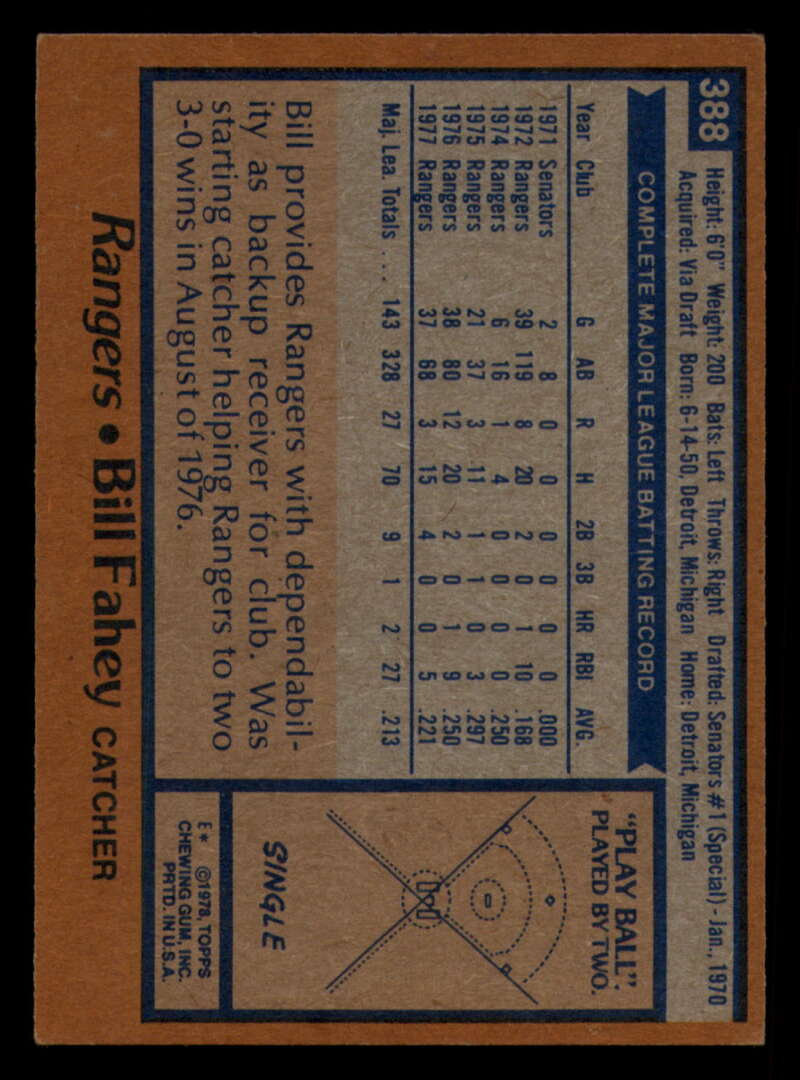 388
Height: 6'0" Weight: 200 Bats: Left Throws: Right Drafted: Senators #1 (Special) - Jan., 1970
Acquired: Via Draft Born: 6-14-50, Detroit, Michigan Home: Detroit, Michigan
COMPLETE MAJOR LEAGUE BATTING RECORD
Year Club G AB R H 2B 3B HR RBI AVG.
1971 Senators 2 8 0 0 0 0 0 0 .000
1972 Rangers 39 119 8 20 2 0 1 10 .168
1974 Rangers 6 16 1 4 0 0 0 0 .250
1975 Rangers 21 37 3 11 1 1 0 3 .297
1976 Rangers 38 80 12 20 2 0 1 9 .250
1977 Rangers 37 68 3 15 4 0 0 5 .221
Maj. Lea. Totals . . . 143 328 27 70 9 1 2 27 .213
Bill provides Rangers with dependabil-
ity as backup receiver for club. Was
starting catcher helping Rangers to two
3-0 wins in August of 1976.
"PLAY BALL":
PLAYED BY TWO.
SINGLE
E* ©1978, TOPPS
CHEWING GUM, INC.
PRTD. IN U.S.A.
Rangers • Bill Fahey CATCHER